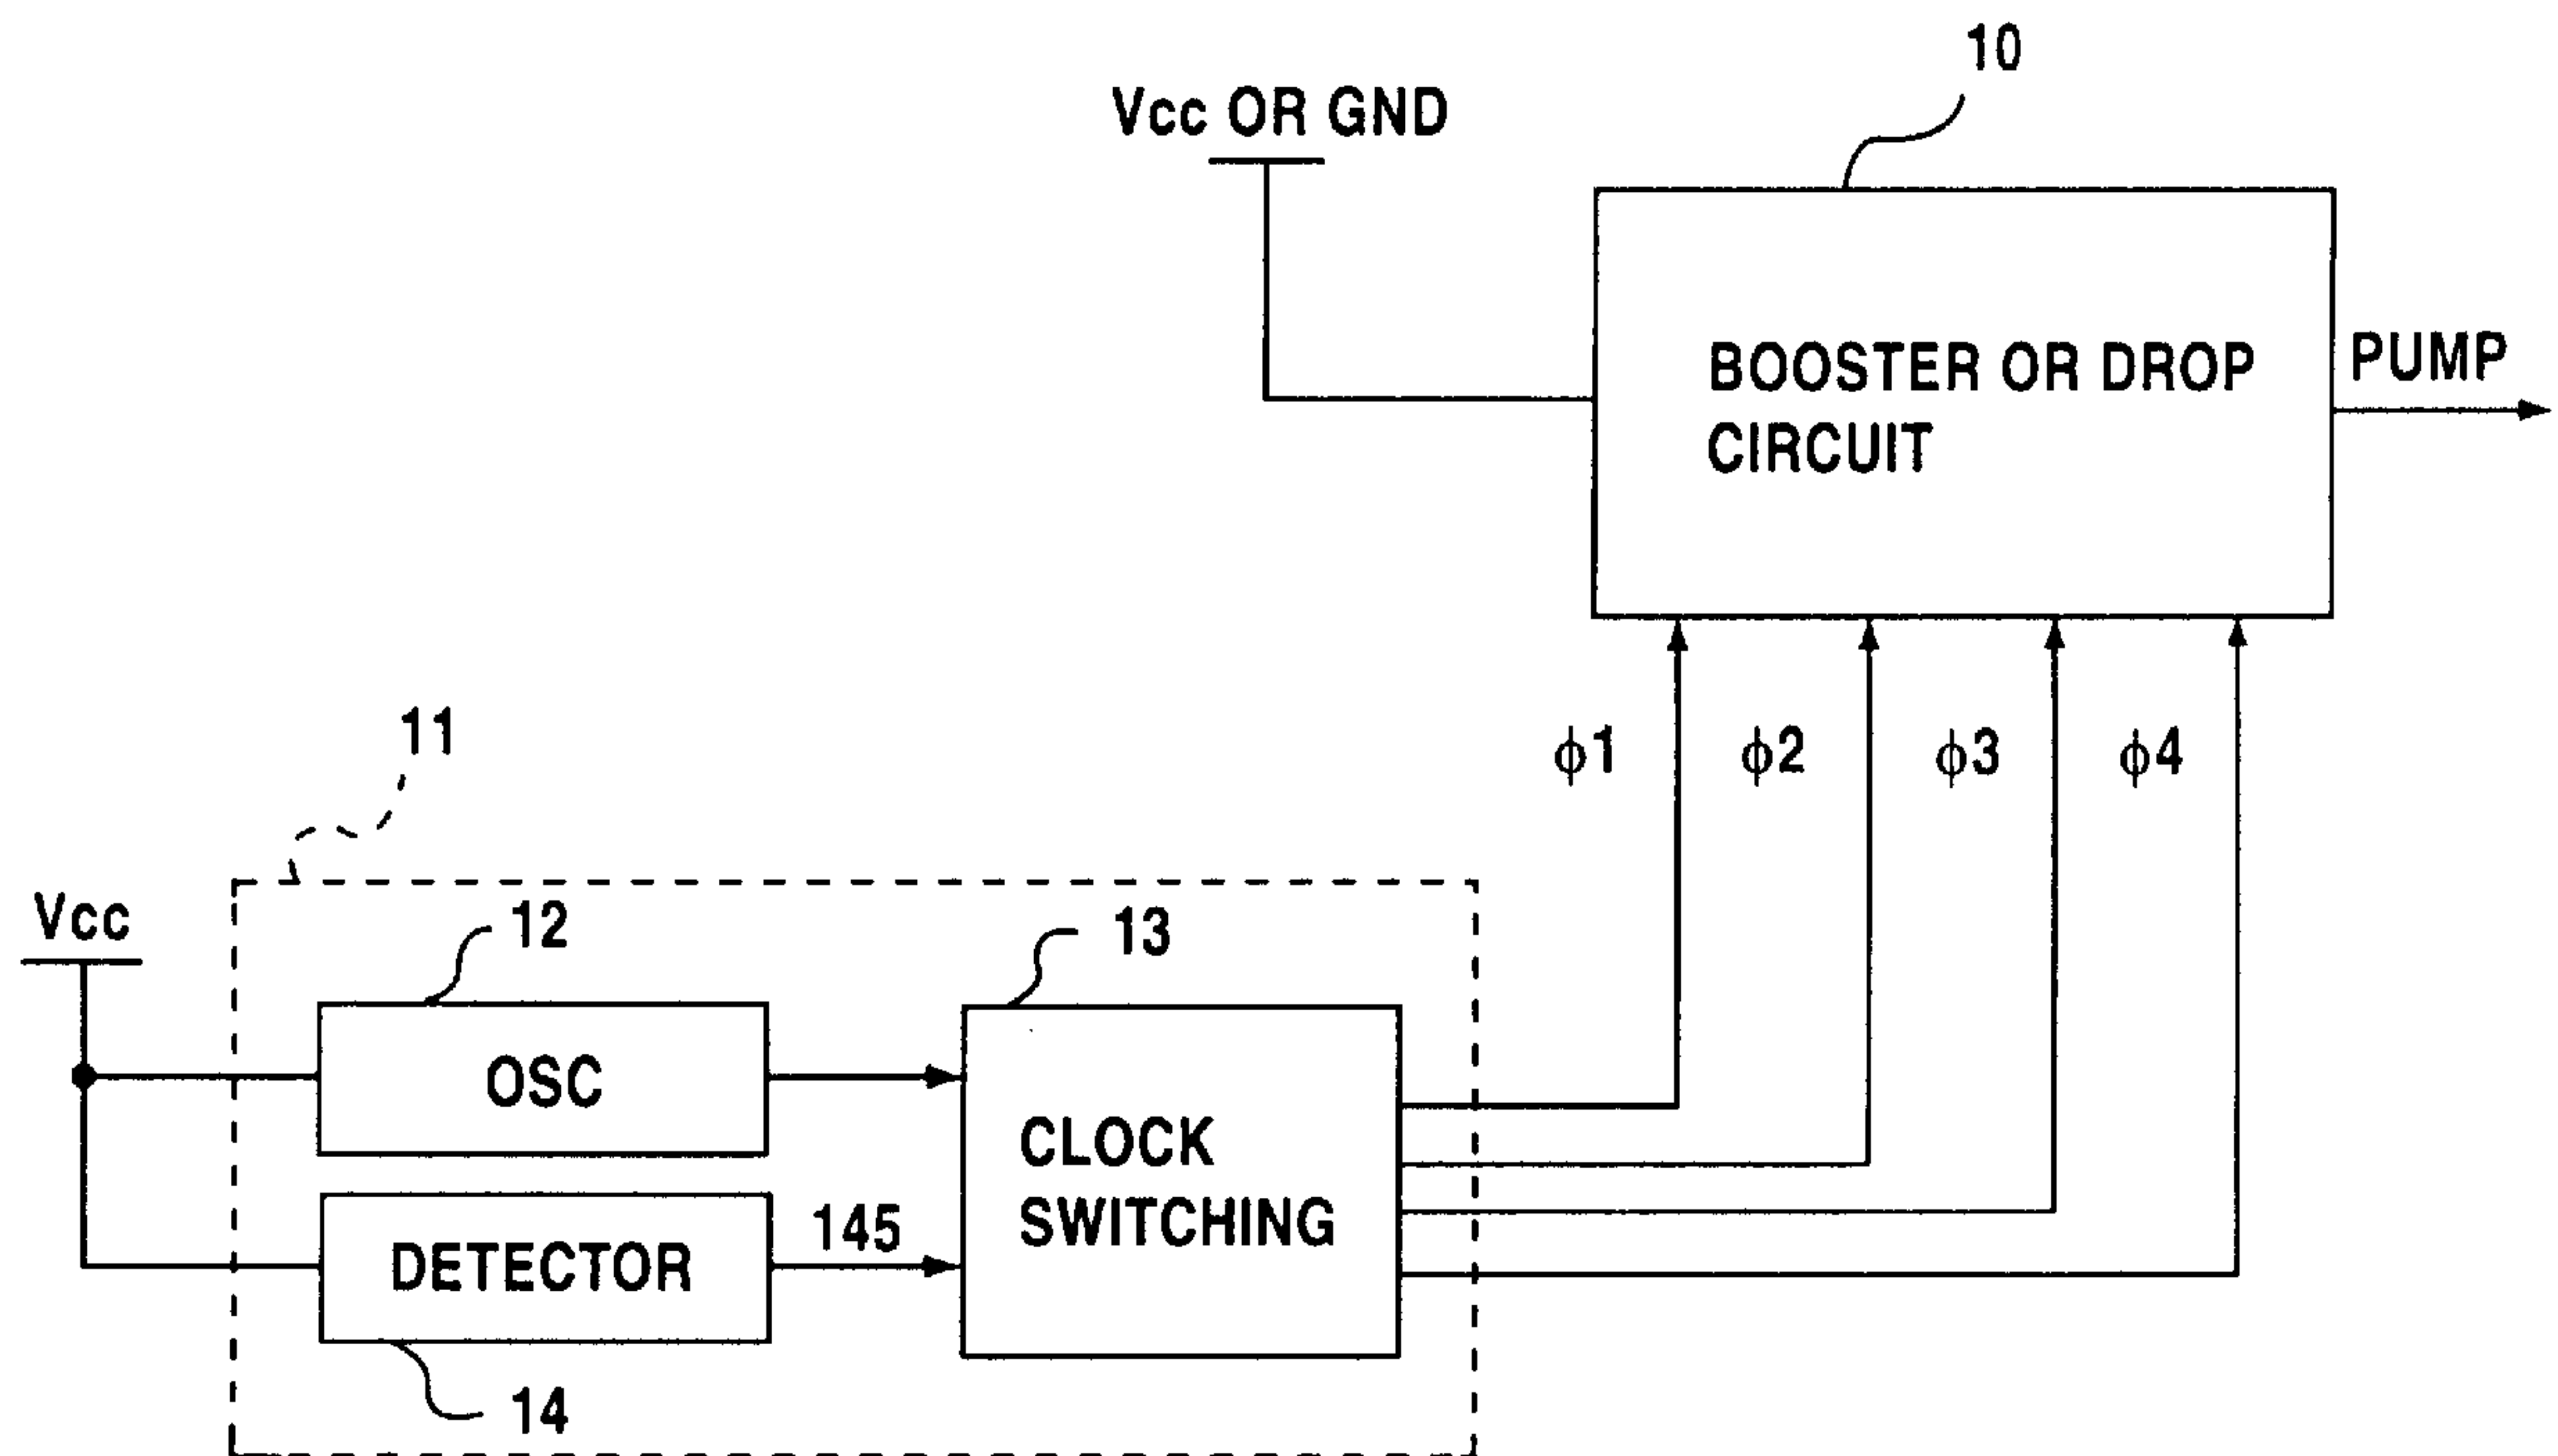 10
Vcc OR GND
BOOSTER OR DROP
CIRCUIT
PUMP
11
ϕ1
ϕ2
ϕ3
ϕ4
Vcc
12
13
OSC
CLOCK
SWITCHING
145
DETECTOR
14